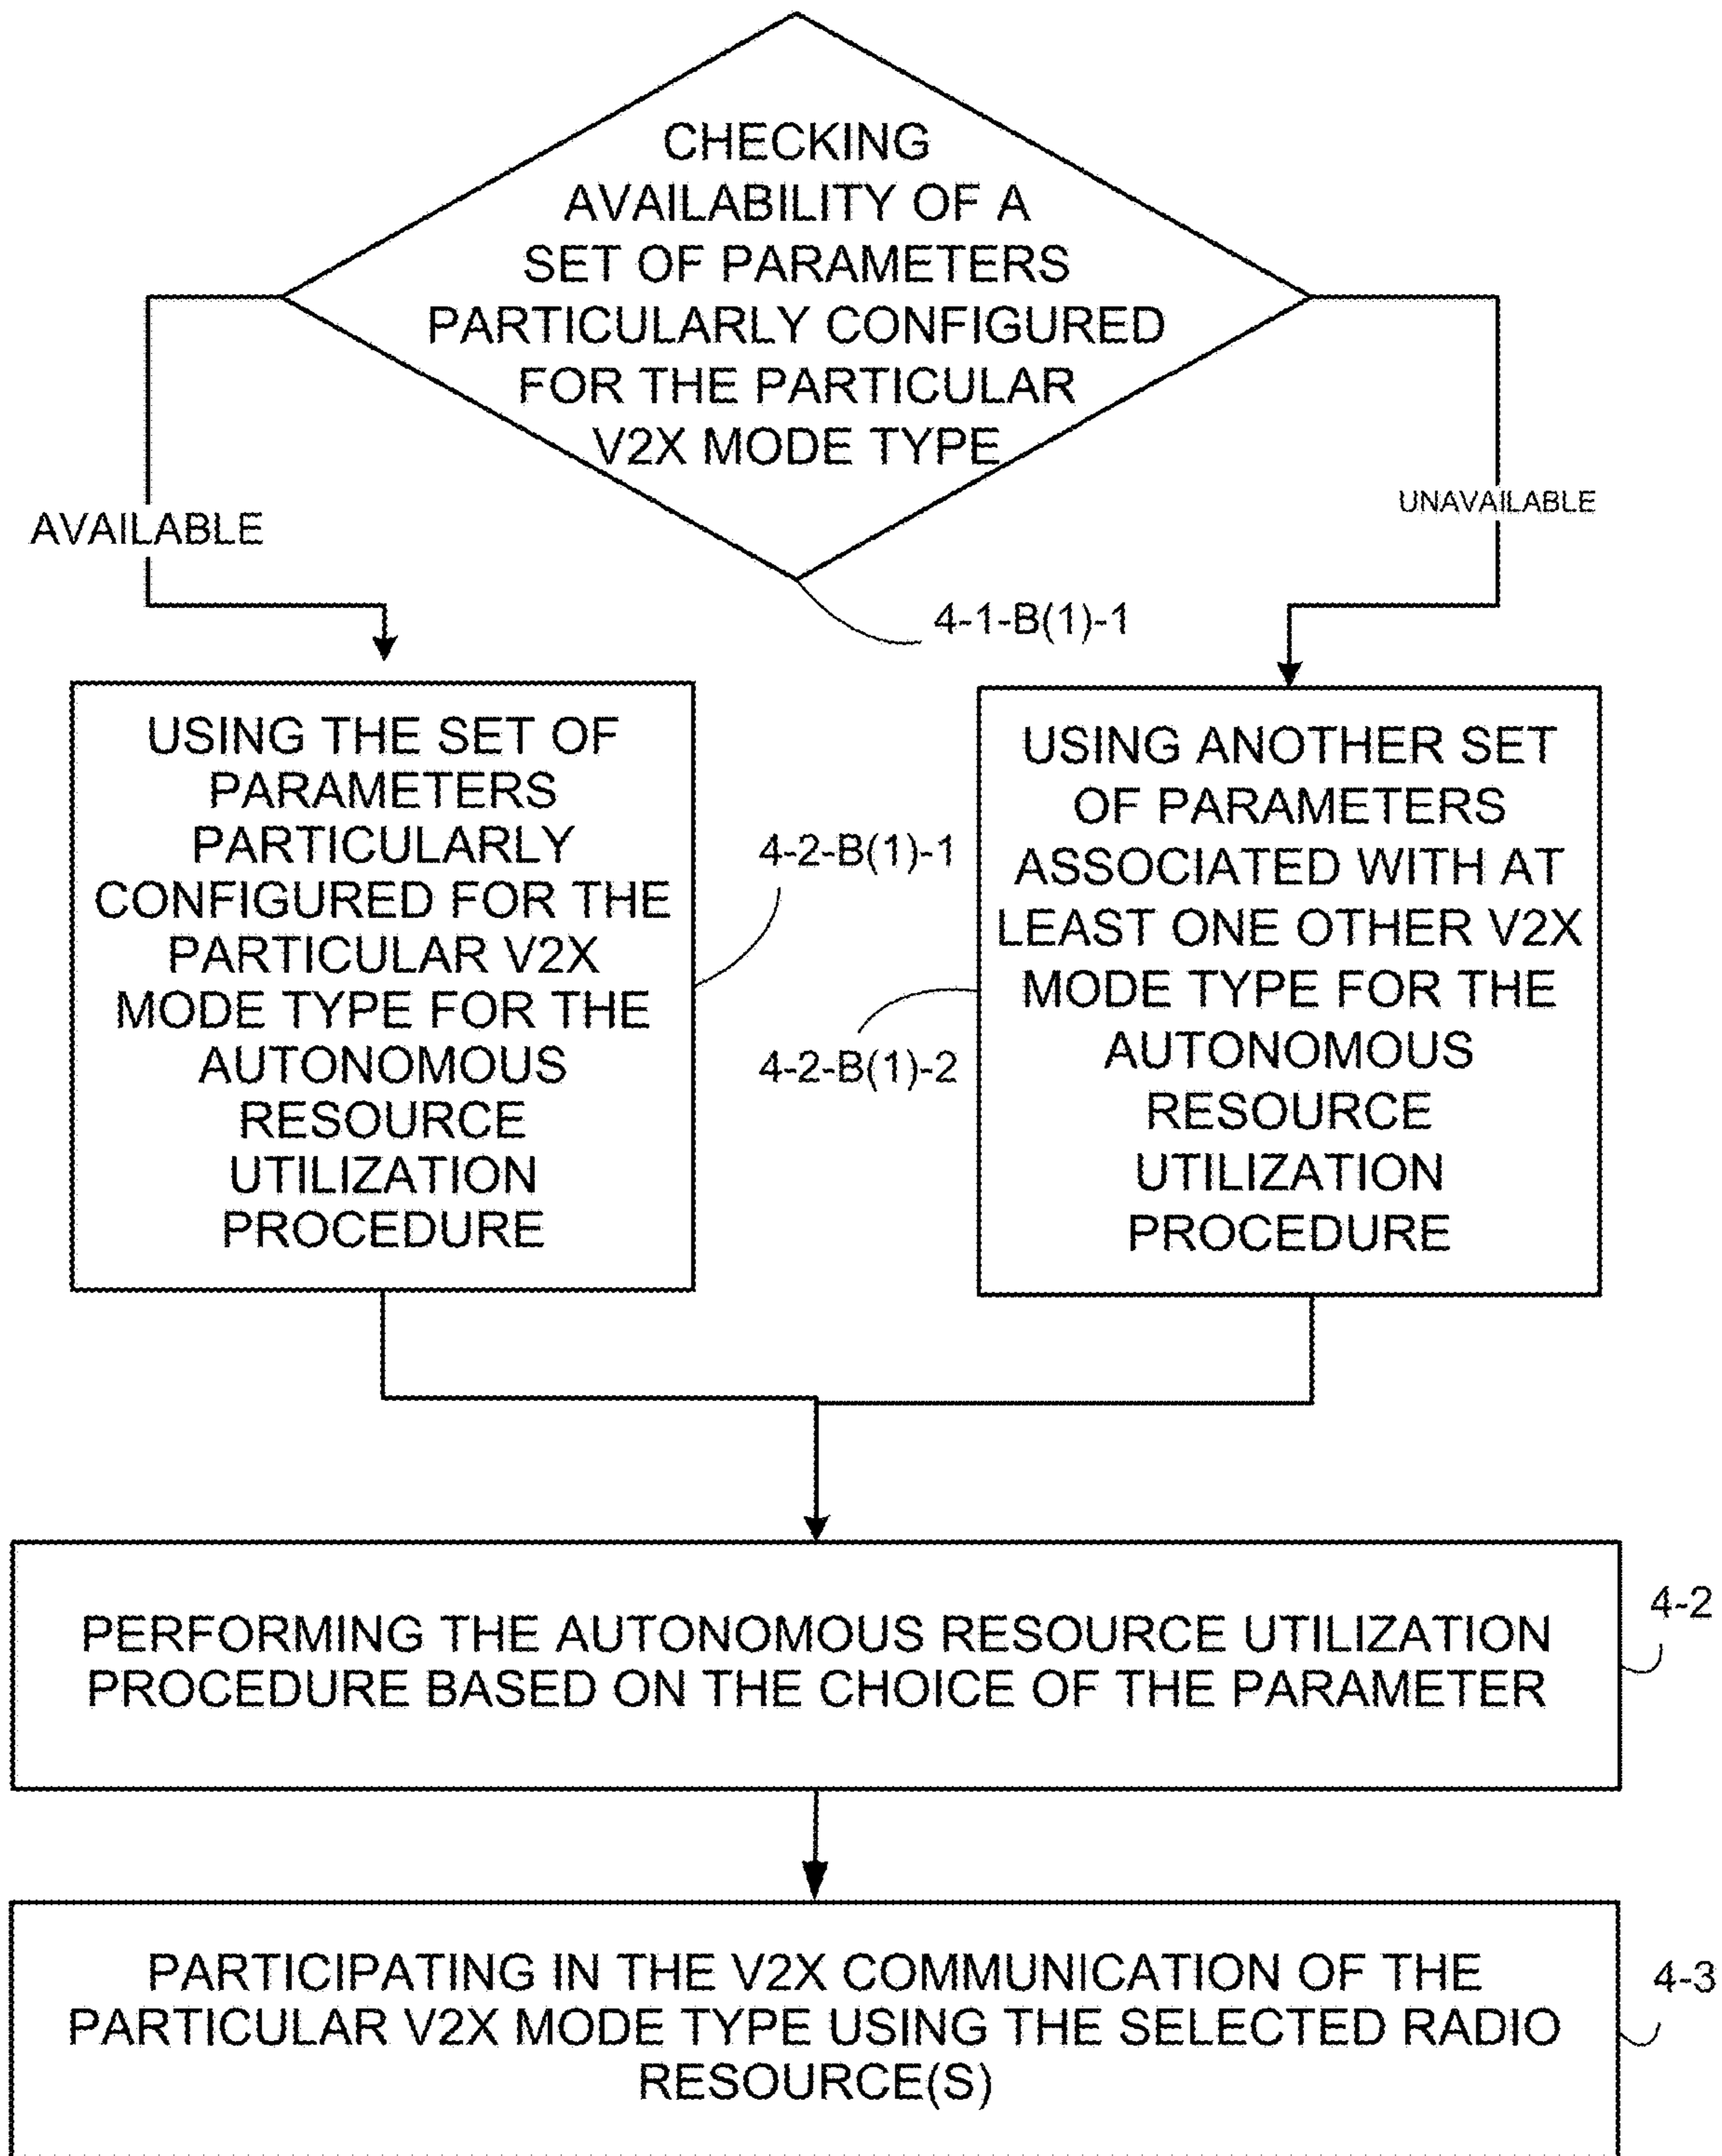 CHECKING
AVAILABILITY OF A
SET OF PARAMETERS
PARTICULARLY CONFIGURED
FOR THE PARTICULAR
V2X MODE TYPE
AVAILABLE
UNAVAILABLE
4-1-B(1)-1
USING THE SET OF
PARAMETERS
PARTICULARLY
CONFIGURED FOR THE
PARTICULAR V2X
MODE TYPE FOR THE
AUTONOMOUS
RESOURCE
UTILIZATION
PROCEDURE
4-2-B(1)-1
4-2-B(1)-2
USING ANOTHER SET
OF PARAMETERS
ASSOCIATED WITH AT
LEAST ONE OTHER V2X
MODE TYPE FOR THE
AUTONOMOUS
RESOURCE
UTILIZATION
PROCEDURE
4-2
PERFORMING THE AUTONOMOUS RESOURCE UTILIZATION
PROCEDURE BASED ON THE CHOICE OF THE PARAMETER
4-3
PARTICIPATING IN THE V2X COMMUNICATION OF THE
PARTICULAR V2X MODE TYPE USING THE SELECTED RADIO
RESOURCE(S)